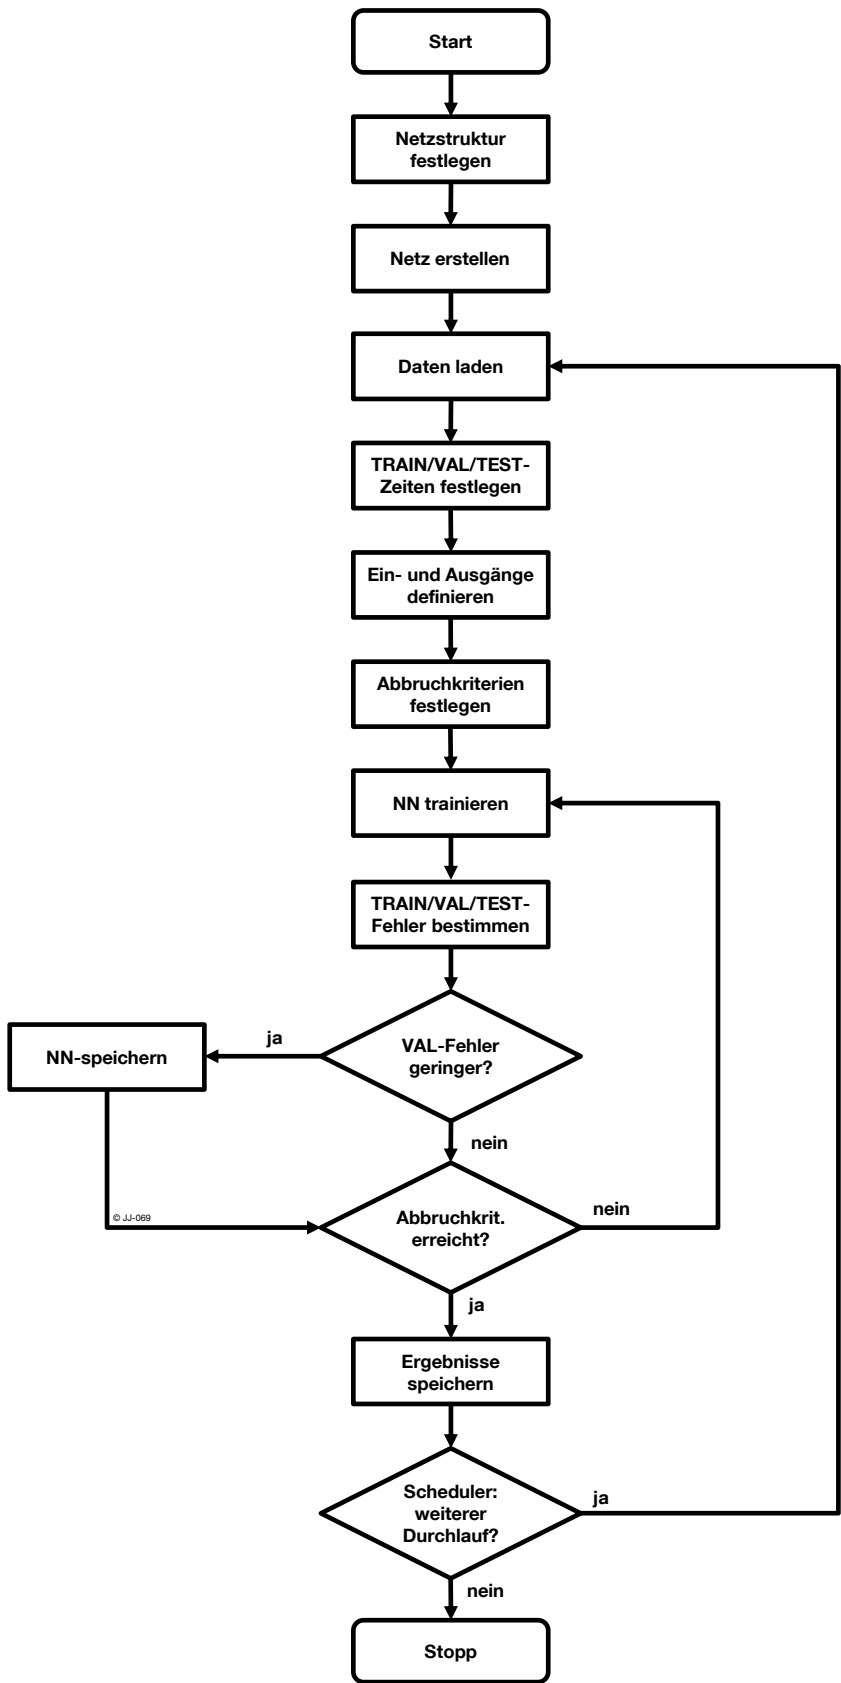 Start
Netzstruktur
festlegen
Netz erstellen
Daten laden
TRAIN/VAL/TEST-
Zeiten festlegen
Ein- und Ausgänge
definieren
Abbruchkriterien
festlegen
NN trainieren
TRAIN/VAL/TEST-
Fehler bestimmen
ja
VAL-Fehler
geringer?
NN-speichern
nein
© JJ-069
Abbruchkrit.
erreicht?
nein
ja
Ergebnisse
speichern
Scheduler:
weiterer
Durchlauf?
ja
nein
Stopp